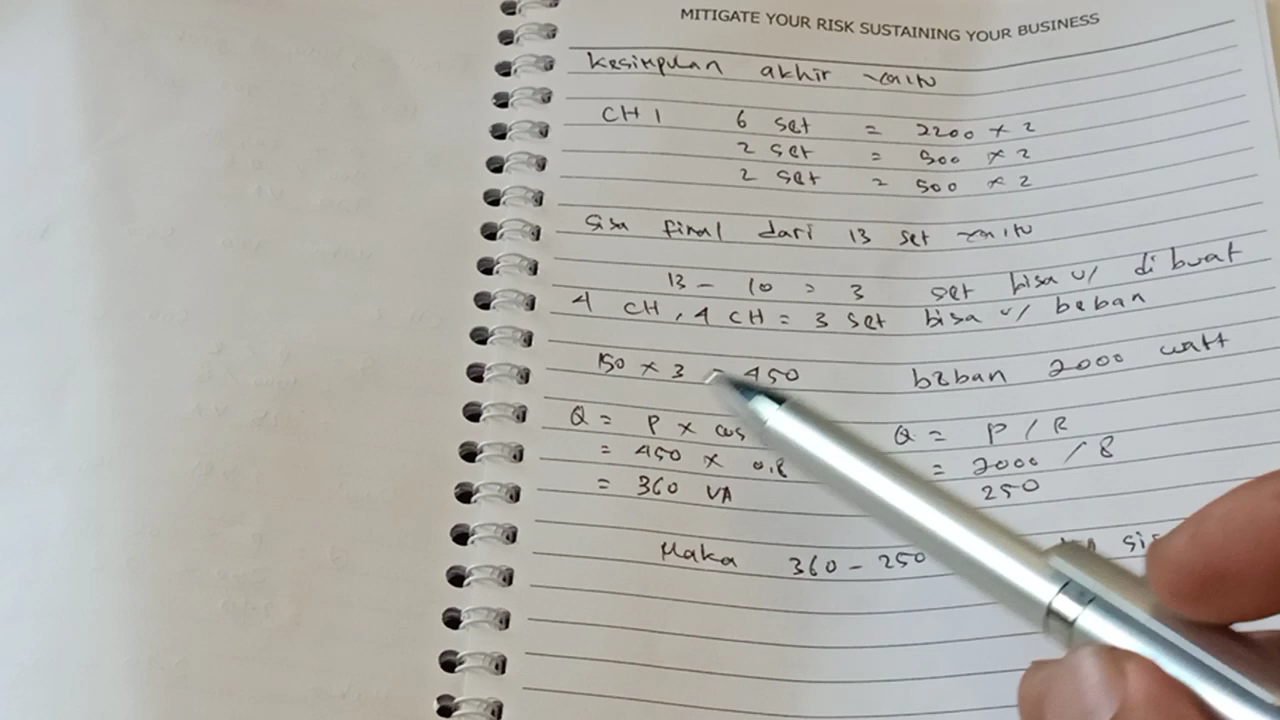 MITIGATE YOUR RISK SUSTAINING YOUR BUSINESS
kesimpulan akhir yaitu
CH 1 6 set = 2200 x 2
2 set = 900 x 2
2 set = 500 x 2
sisa final dari 13 set yaitu
13 - 10 = 3 set bisa u/ dibuat
4 CH, 4 CH = 3 set bisa u/ beban
150 x 3 = 450 beban 2000 watt
Q = P x cos Q = P / R
= 450 x 0.8 = 2000 / 8
= 360 VA 250
Maka 360 - 250